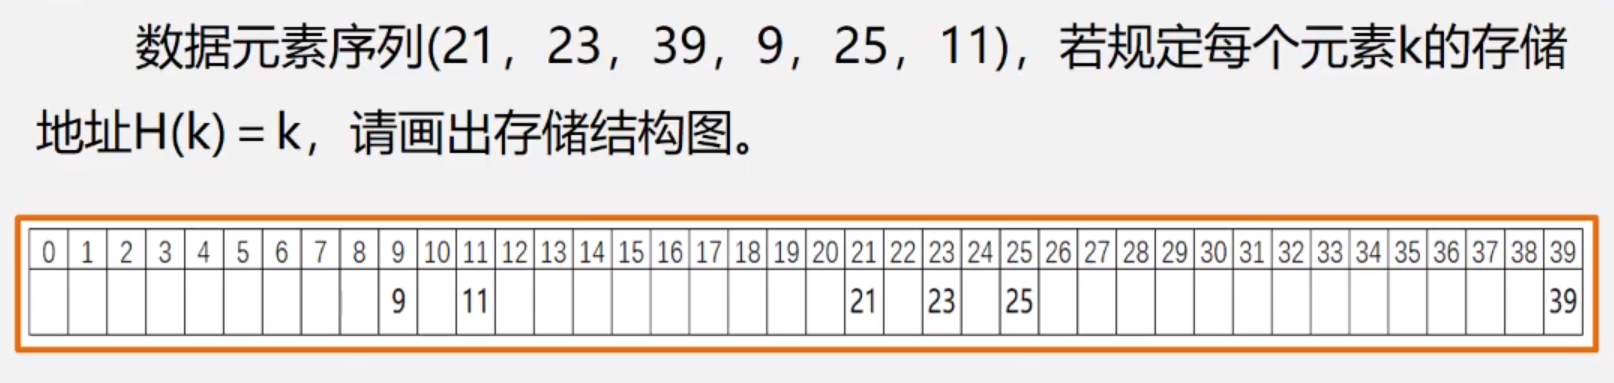 数据元素序列(21，23，39，9，25，11)，若规定每个元素k的存储
地址H(k)=k，请画出存储结构图。
0 1 2 3 4 5 6 7 8 9 10 11 12 13 14 15 16 17 18 19 20 21 22 23 24 25 26 27 28 29 30 31 32 33 34 35 36 37 38 39
9 11 21 23 25 39